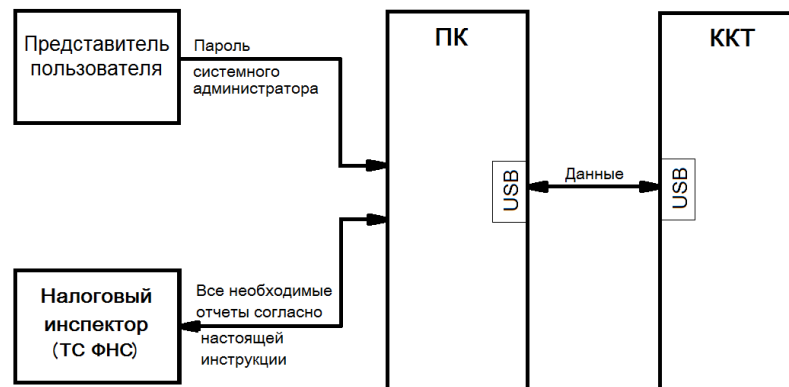 Представитель
пользователя
Пароль
системного
администратора
ПК
ККТ
USB
Данные
USB
Налоговый
инспектор
(ТС ФНС)
Все необходимые
отчеты согласно
настоящей
инструкции